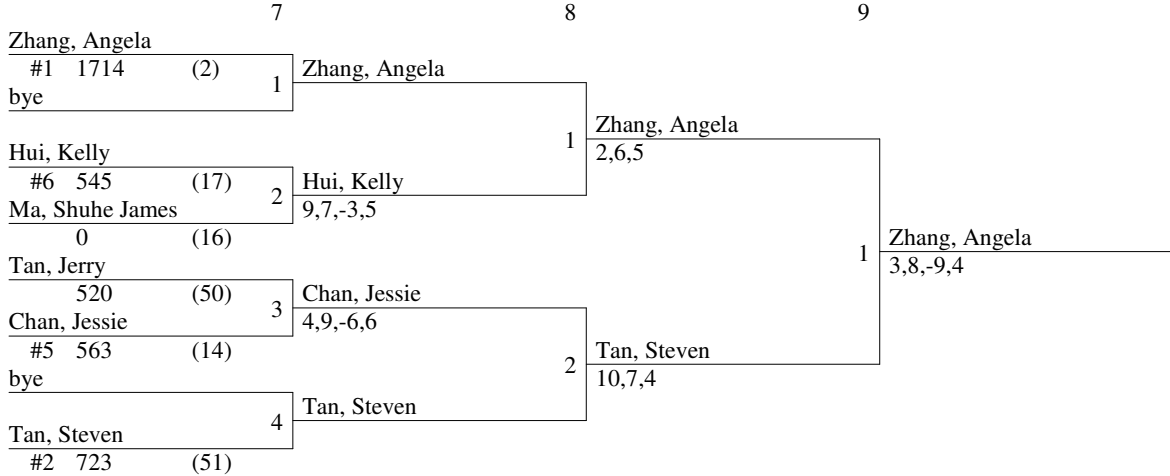 7 8 9
Zhang, Angela
#1 1714 (2)
1
Zhang, Angela
bye
1
Zhang, Angela
2,6,5
Hui, Kelly
#6 545 (17)
2
Hui, Kelly
9,7,-3,5
Ma, Shuhe James
0 (16)
1
Zhang, Angela
3,8,-9,4
Tan, Jerry
520 (50)
3
Chan, Jessie
4,9,-6,6
Chan, Jessie
#5 563 (14)
2
Tan, Steven
10,7,4
bye
4
Tan, Steven
Tan, Steven
#2 723 (51)